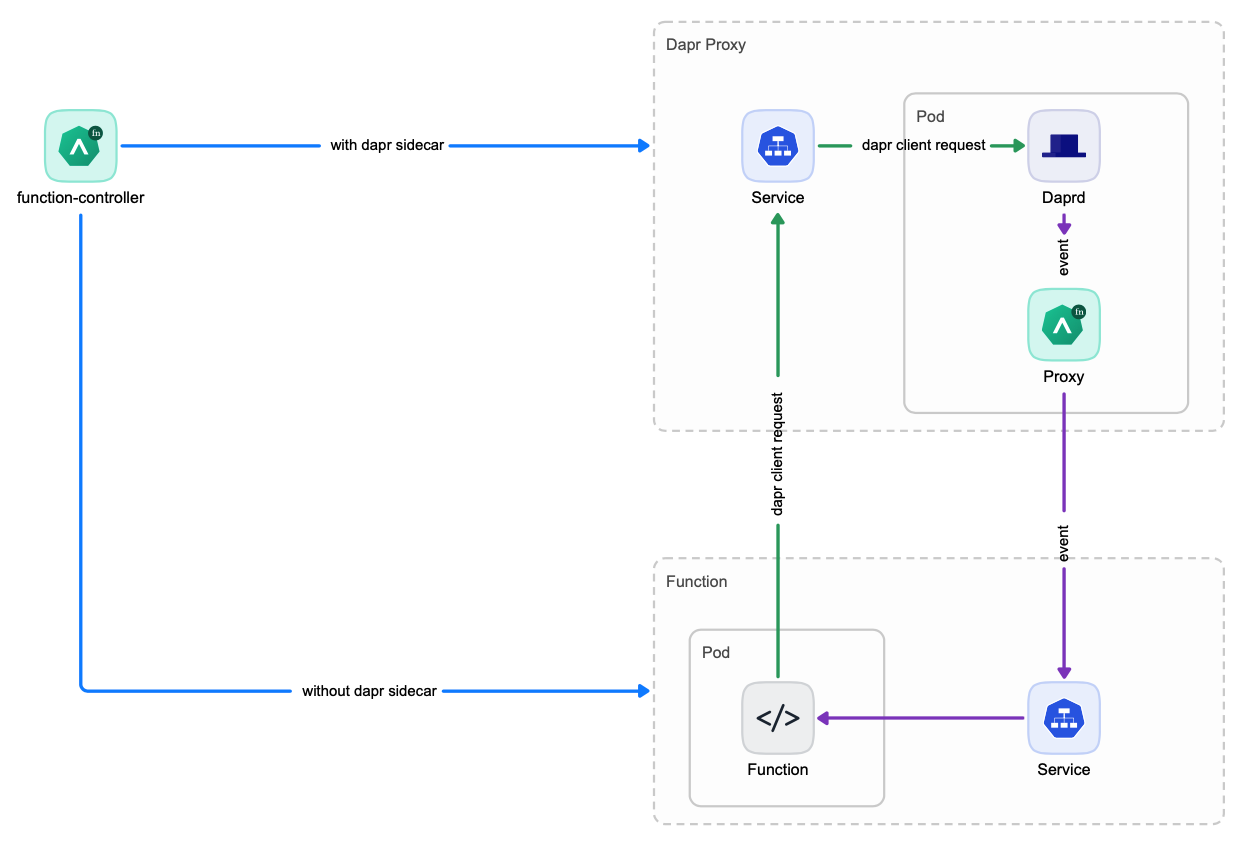 Dapr Proxy
Pod
fn
with dapr sidecar
dapr client request
function-controller
Service
Daprd
event
fn
Proxy
dapr client request
event
Function
Pod
without dapr sidecar
</>
Function
Service